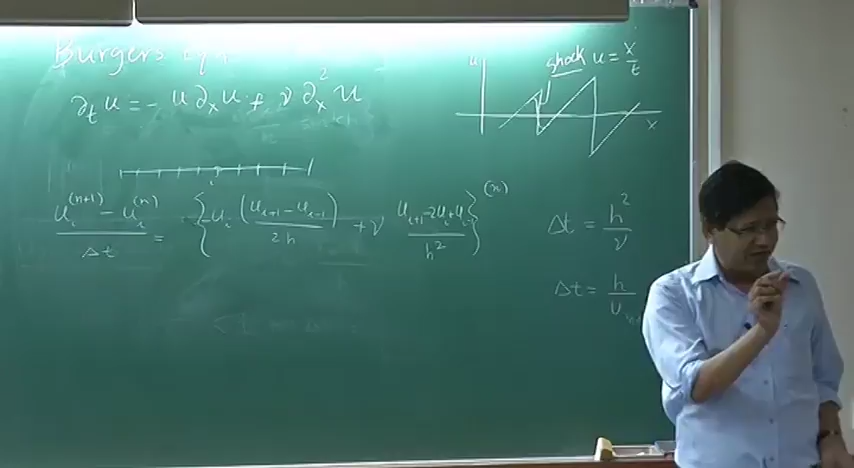 Burgers Eqn
∂_t u = - u ∂_x u + ν ∂_x^2 u
u
shock u = x/t
x
i
(u_i^(n+1) - u_i^(n))/Δt = {-u_i ((u_{i+1} - u_{i-1})/2h) + ν (u_{i+1} - 2u_i + u_{i-1})/h^2}^(n)
Δt = h^2/ν
Δt = h/U